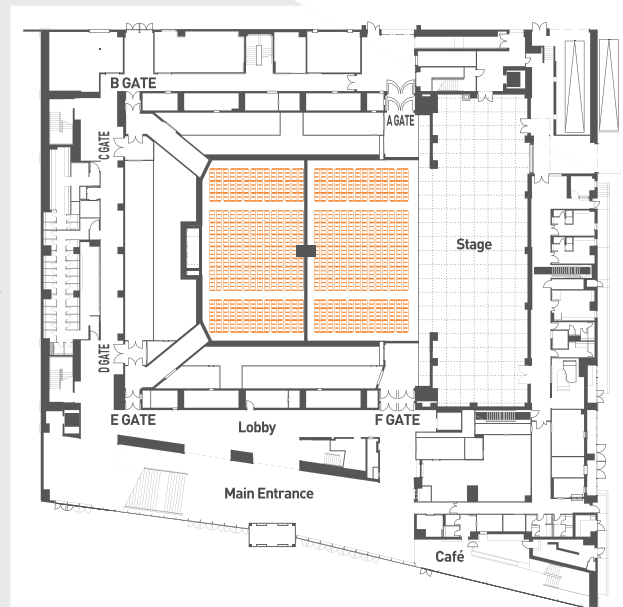 B GATE
A GATE
C GATE
Stage
D GATE
E GATE
F GATE
Lobby
Main Entrance
Café